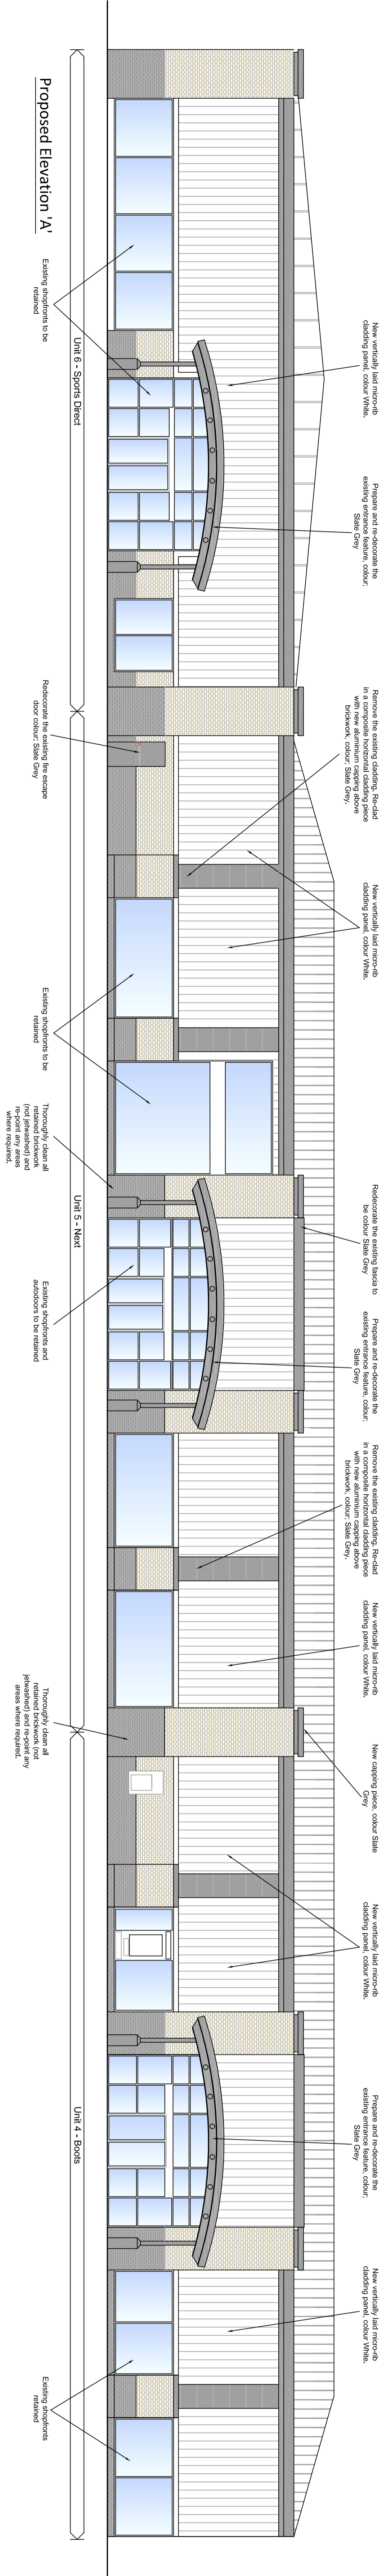 New vertically laid micro-rib
cladding panel, colour White.
Prepare and re-decorate the
existing entrance feature, colour;
Slate Grey
Remove the existing cladding. Re-clad
in a composite horizontal cladding piece
with new aluminium capping above
brickwork, colour; Slate Grey.
New vertically laid micro-rib
cladding panel, colour White.
Redecorate the existing fascia to
be colour Slate Grey
Prepare and re-decorate the
existing entrance feature, colour;
Slate Grey
Remove the existing cladding. Re-clad
in a composite horizontal cladding piece
with new aluminium capping above
brickwork, colour; Slate Grey.
New vertically laid micro-rib
cladding panel, colour White.
New capping piece, colour Slate
Grey
New vertically laid micro-rib
cladding panel, colour White.
Prepare and re-decorate the
existing entrance feature, colour;
Slate Grey
New vertically laid micro-rib
cladding panel, colour White.
Unit 6 - Sports Direct
Unit 5 - Next
Unit 4 - Boots
Existing shopfronts to be
retained
Redecorate the existing fire escape
door colour; Slate Grey
Existing shopfronts to be
retained
Thoroughly clean all
retained brickwork
(not jetwashed) and
re-point any areas
where required.
Existing shopfronts and
autodoors to be retained
Thoroughly clean all
retained brickwork (not
jetwashed) and re-point any
areas where required.
Existing shopfronts
retained
Proposed Elevation 'A'